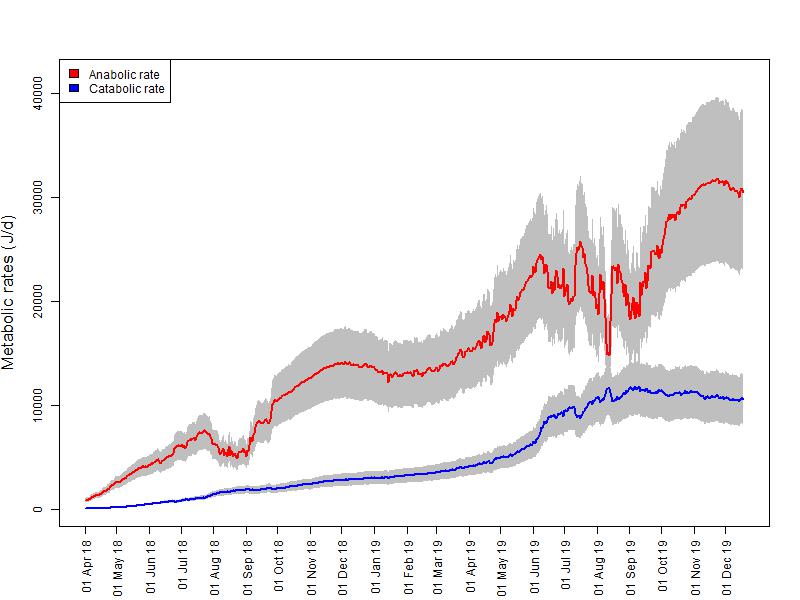 Anabolic rate
Catabolic rate
Metabolic rates (J/d)
40000
30000
20000
10000
0
01 Apr 18
01 May 18
01 Jun 18
01 Jul 18
01 Aug 18
01 Sep 18
01 Oct 18
01 Nov 18
01 Dec 18
01 Jan 19
01 Feb 19
01 Mar 19
01 Apr 19
01 May 19
01 Jun 19
01 Jul 19
01 Aug 19
01 Sep 19
01 Oct 19
01 Nov 19
01 Dec 19